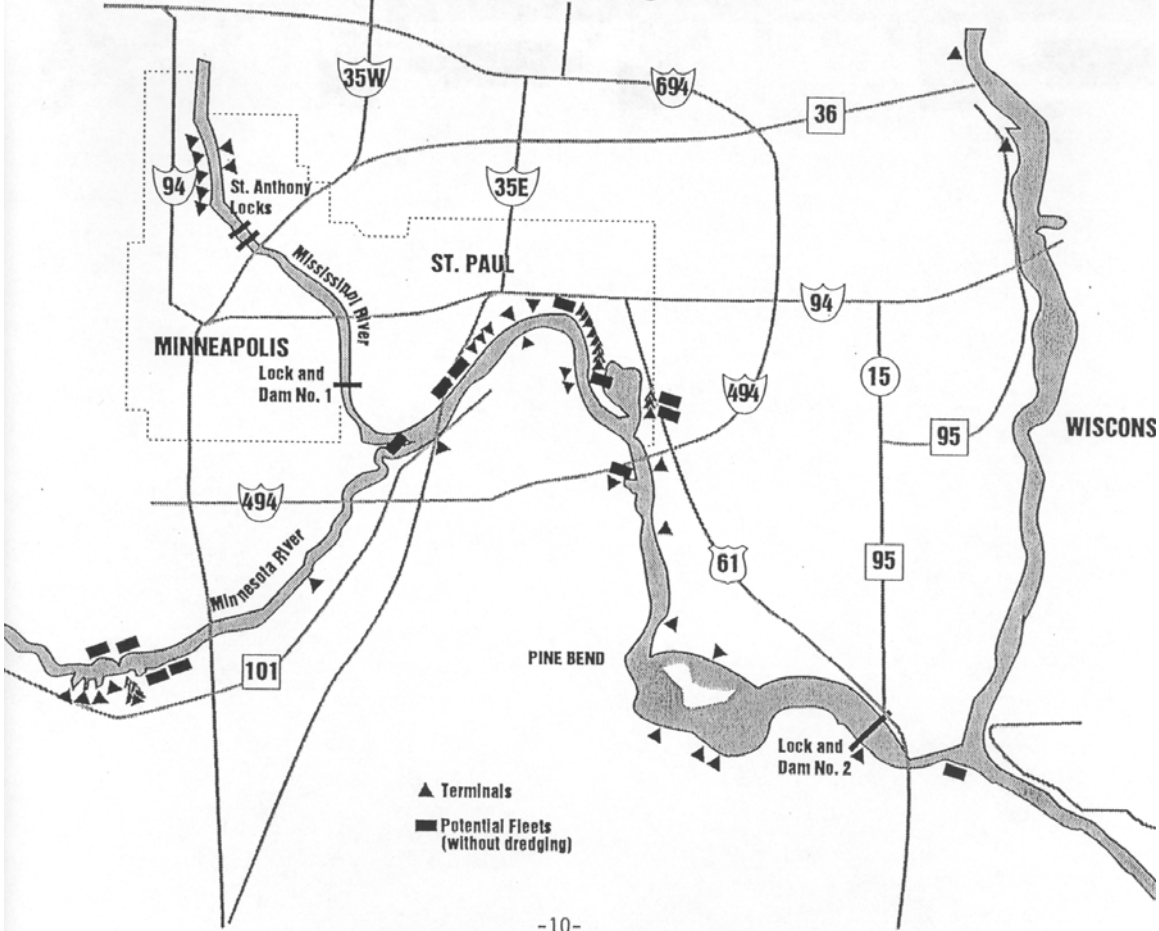 35W
694
36
94
St. Anthony
Locks
35E
Mississippi River
ST. PAUL
94
MINNEAPOLIS
Lock and
Dam No. 1
15
494
95
WISCONS
494
Minnesota River
61
95
PINE BEND
101
Lock and
Dam No. 2
Terminals
Potential Fleets
(without dredging)
-10-